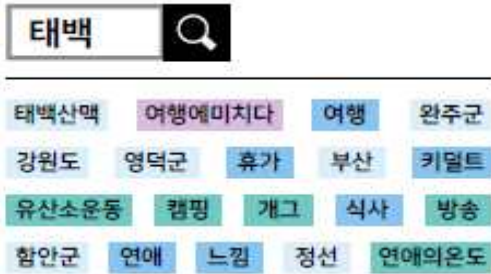 태백
태백산맥 여행에미치다 여행 완주군
강원도 영덕군 휴가 부산 키덜트
유산소운동 캠핑 개그 식사 방송
함안군 연애 느낌 정선 연애의온도